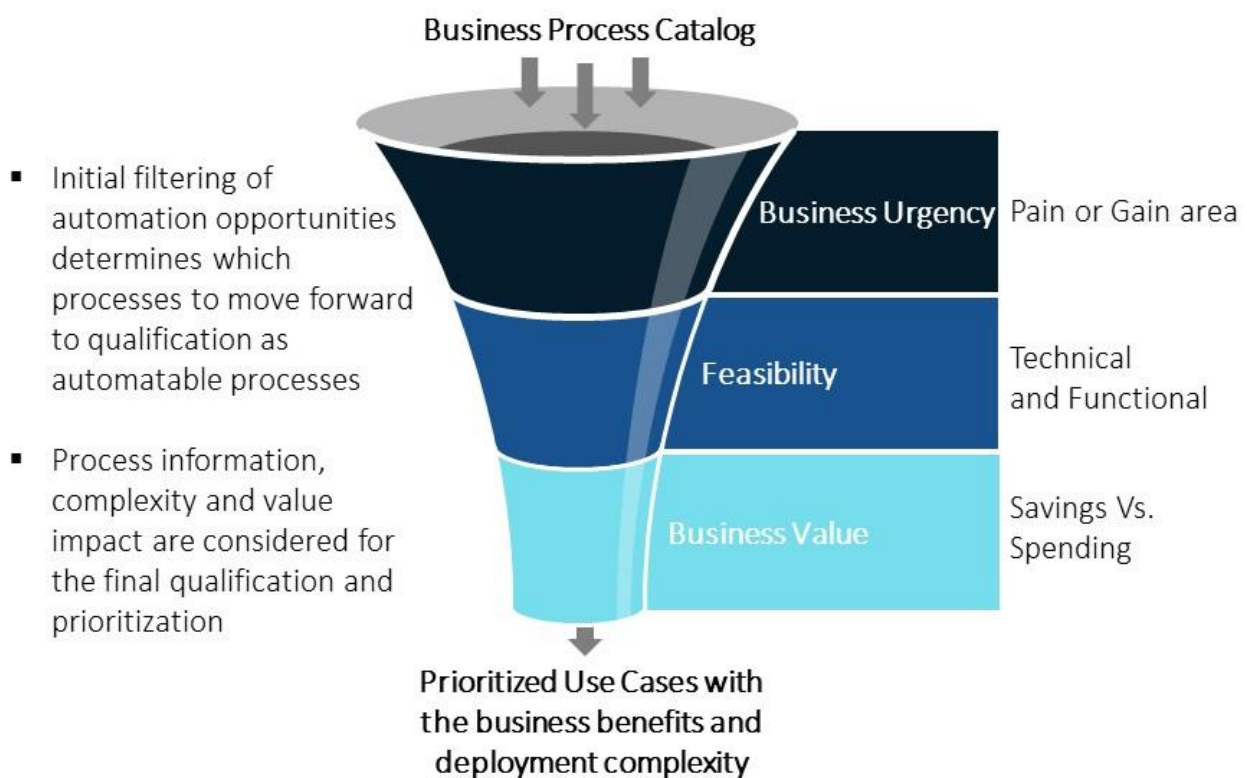 Business Process Catalog
▪ Initial filtering of
automation opportunities
determines which
processes to move forward
to qualification as
automatable processes
▪ Process information,
complexity and value
impact are considered for
the final qualification and
prioritization
Business Urgency
Pain or Gain area
Feasibility
Technical
and Functional
Business Value
Savings Vs.
Spending
Prioritized Use Cases with
the business benefits and
deployment complexity